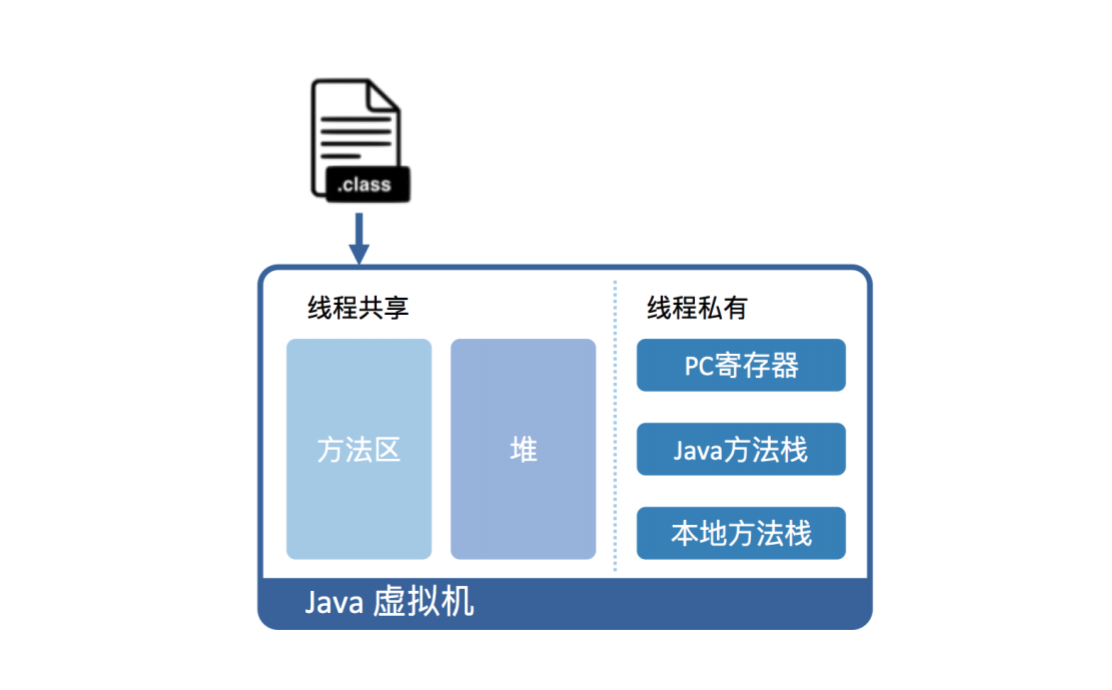 .class
线程共享
线程私有
方法区
堆
PC寄存器
Java方法栈
本地方法栈
Java 虚拟机